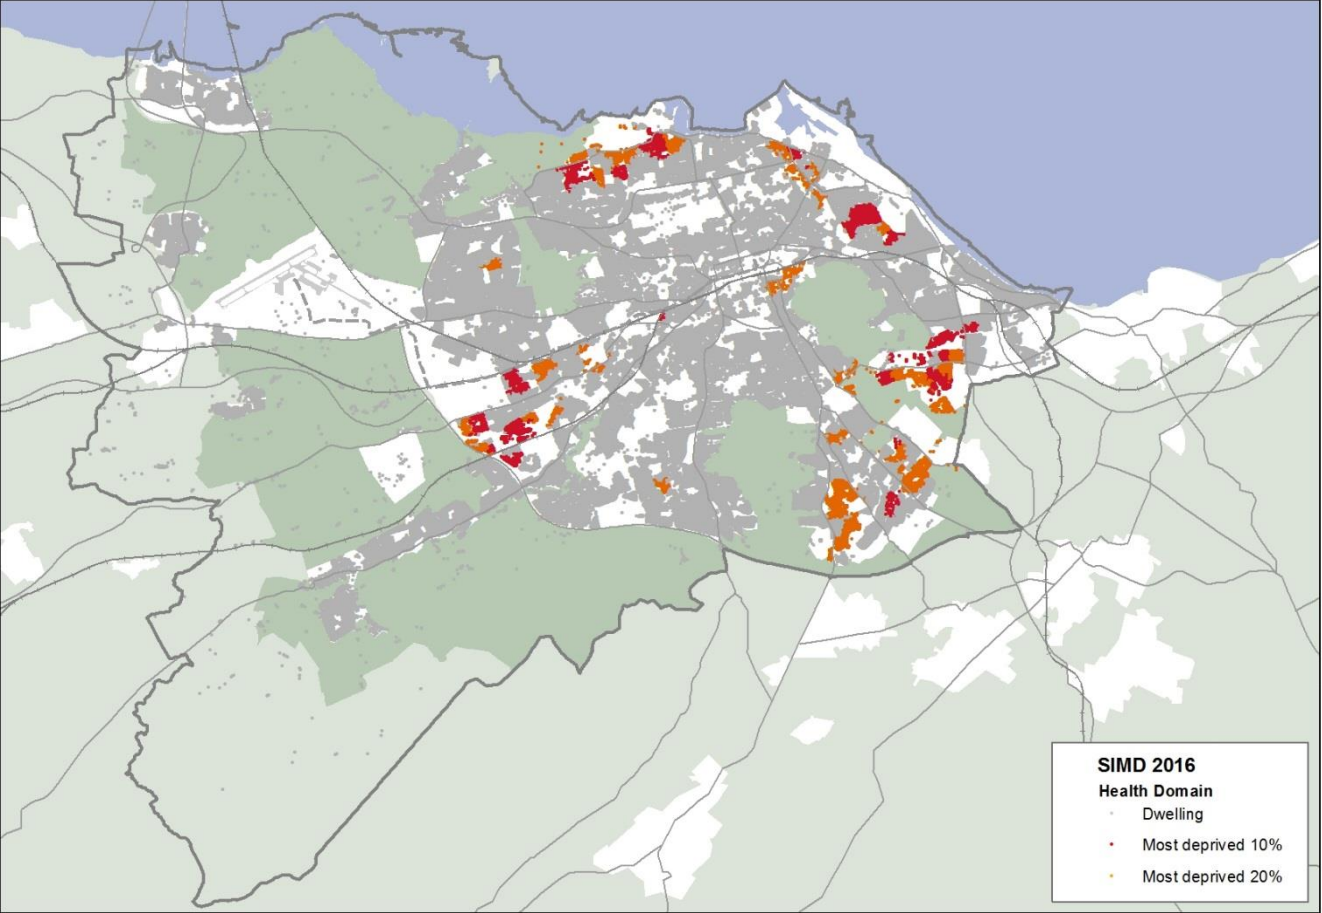 SIMD 2016
Health Domain
Dwelling
Most deprived 10%
Most deprived 20%